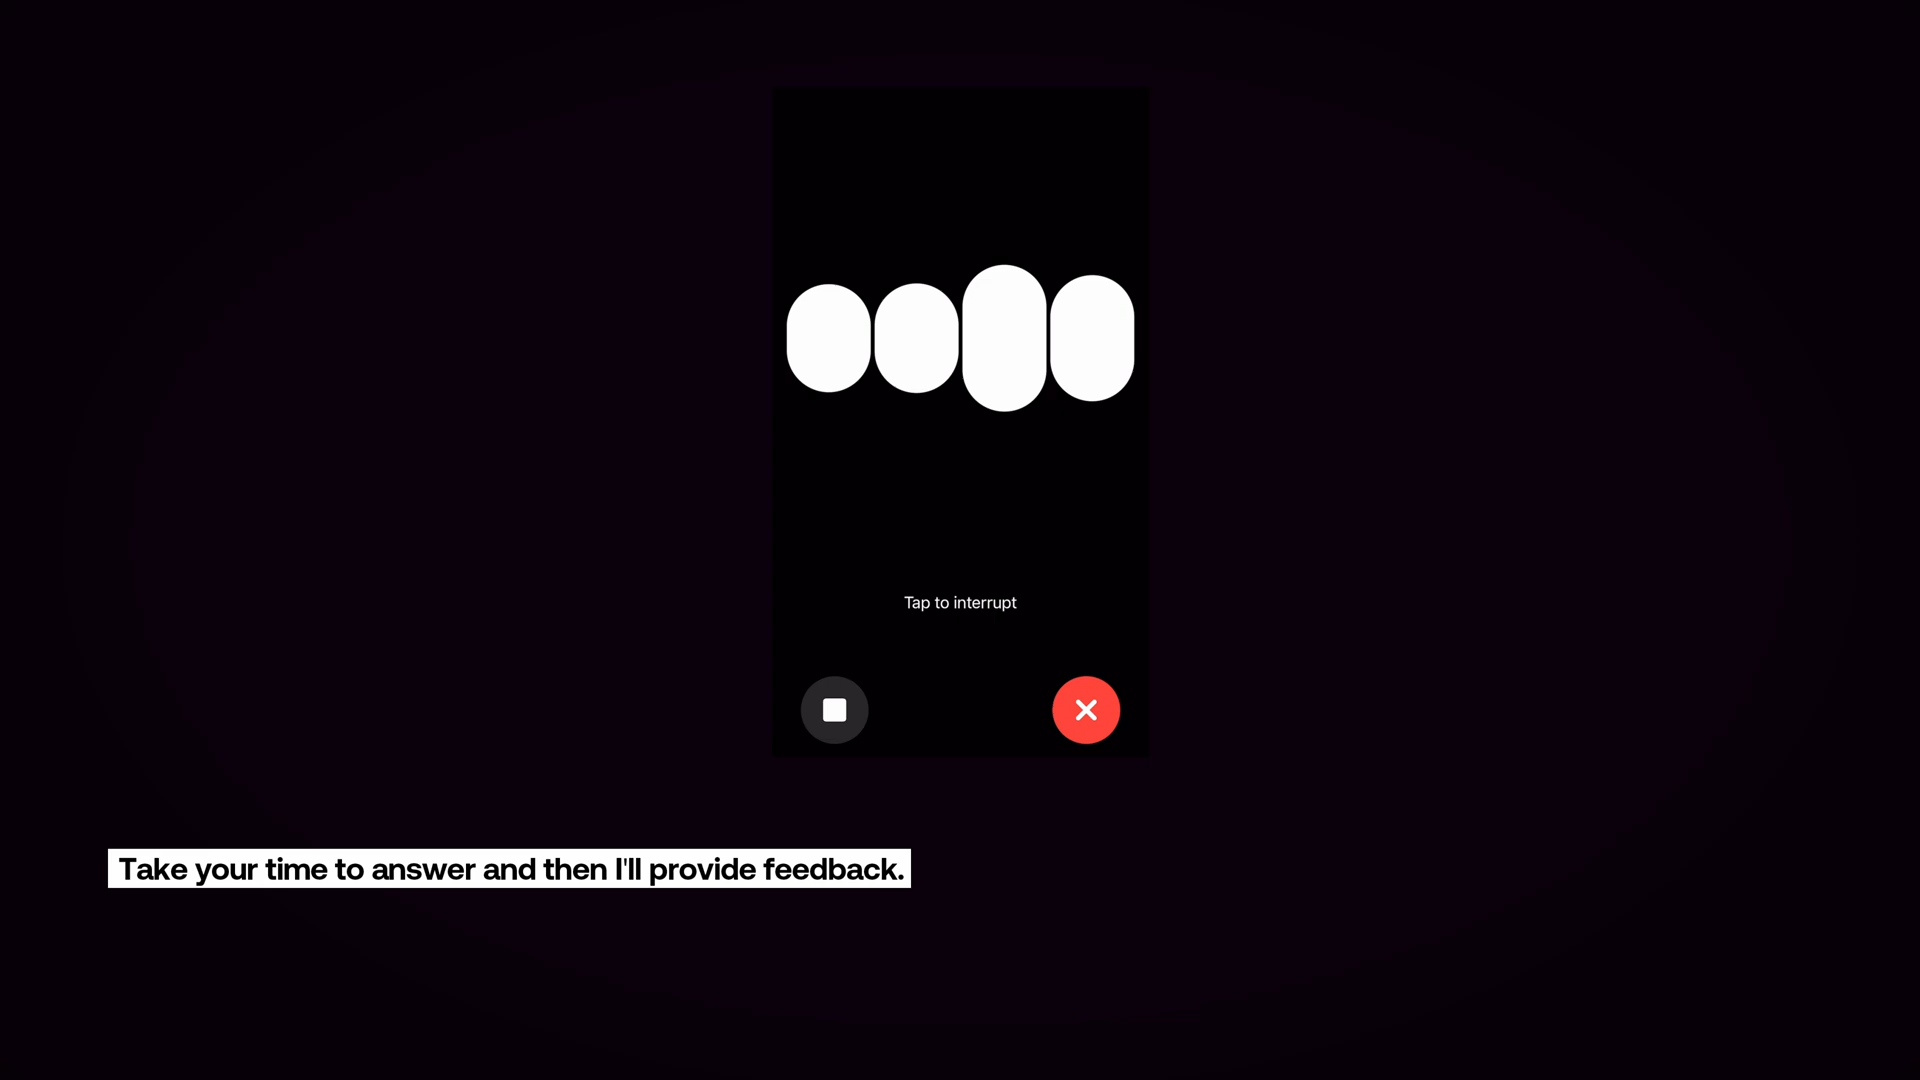 Tap to interrupt
Take your time to answer and then I'll provide feedback.